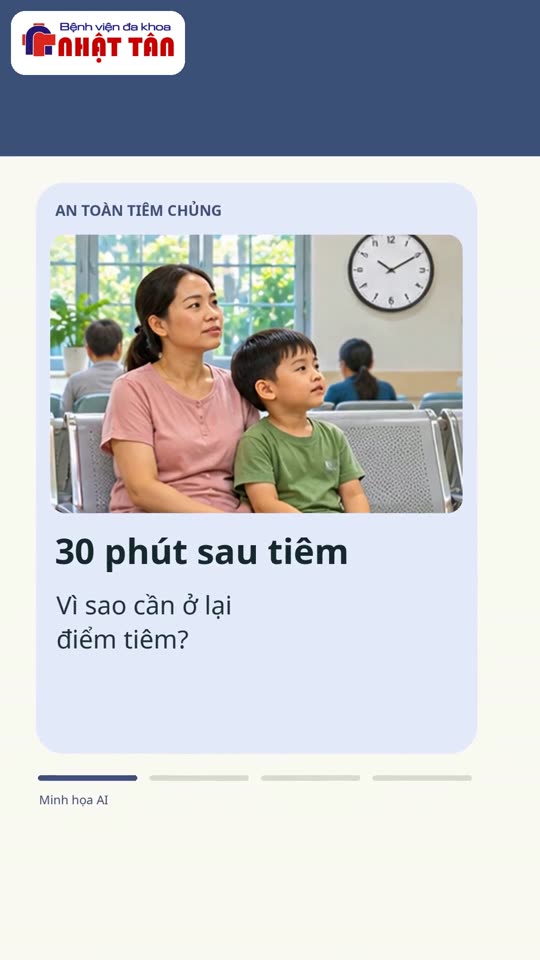 Bệnh viện đa khoa
NHẬT TÂN
AN TOÀN TIÊM CHỦNG
12
30 phút sau tiêm
Vì sao cần ở lại
điểm tiêm?
Minh họa AI